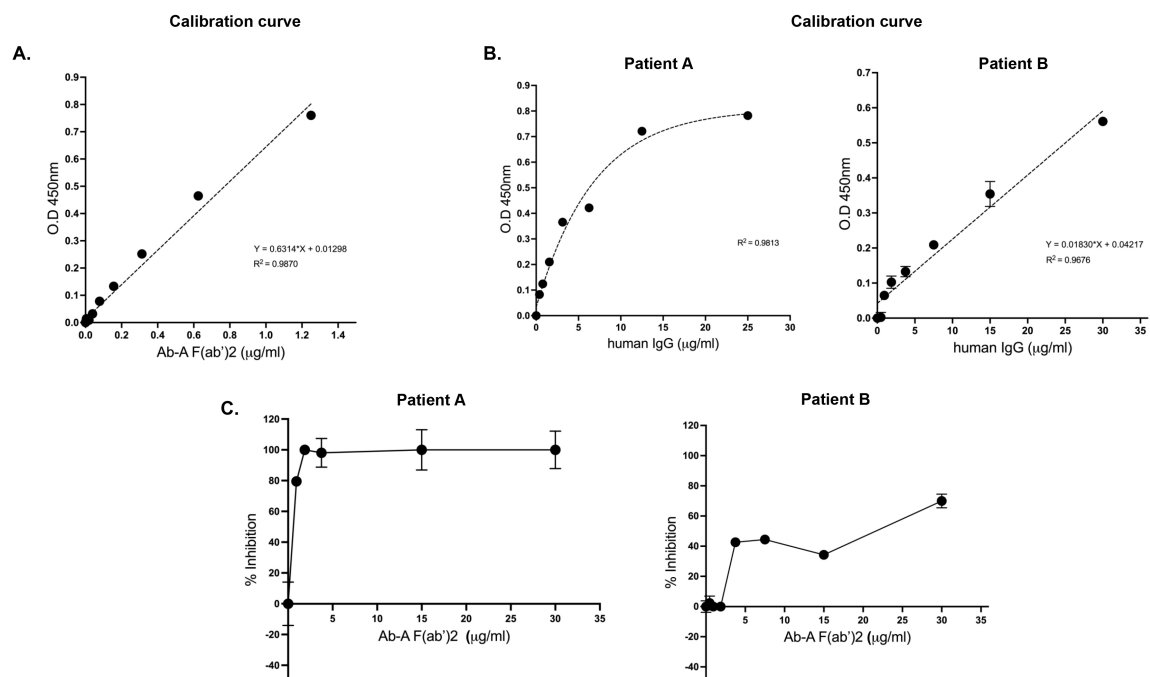 Calibration curve
A.
0.9
0.8
0.7
0.6
0.5
0.4
0.3
0.2
0.1
0.0
O.D 450nm
Y = 0.6314*X + 0.01298
R² = 0.9870
0.0 0.2 0.4 0.6 0.8 1.0 1.2 1.4
Ab-A F(ab')2 (μg/ml)
Calibration curve
B.
Patient A
0.9
0.8
0.7
0.6
0.5
0.4
0.3
0.2
0.1
0.0
O.D 450nm
R² = 0.9813
0 5 10 15 20 25 30
human IgG (μg/ml)
Patient B
0.7
0.6
0.5
0.4
0.3
0.2
0.1
0.0
O.D 450nm
Y = 0.01830*X + 0.04217
R² = 0.9676
0 5 10 15 20 25 30 35
human IgG (μg/ml)
C.
Patient A
120
100
80
60
40
20
0
-20
-40
% Inhibition
5 10 15 20 25 30 35
Ab-A F(ab')2 (μg/ml)
Patient B
120
100
80
60
40
20
0
-20
-40
% Inhibition
5 10 15 20 25 30 35
Ab-A F(ab')2 (μg/ml)